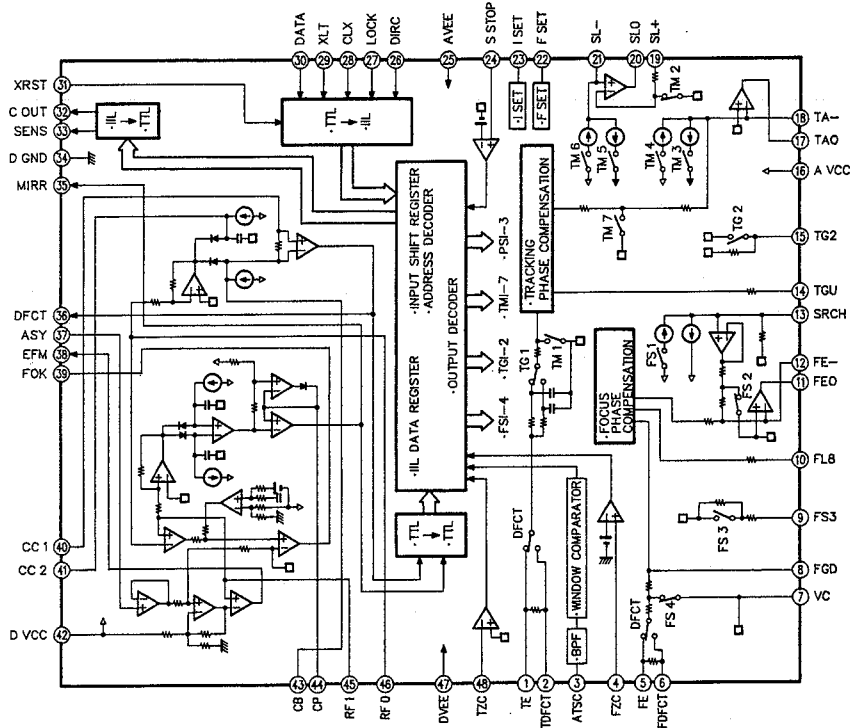 DATA
XLT
CLX
LOCK
DIRC
AVEE
S STOP
I SET
F SET
SL-
SLO
SL+
30
29
28
27
26
25
24
23
22
21
20
19
XRST
31
C OUT
32
SENS
33
D GND
34
MIRR
35
DFCT
36
ASY
37
EFM
38
FOK
39
CC 1
40
CC 2
41
D VCC
42
·IIL
·TTL
·TTL
·IIL
·I SET
·F SET
TM 2
TM 6
TM 5
TM 4
TM 3
TM 7
18
TA-
17
TAO
16
A VCC
15
TG2
TG 2
14
TGU
13
SRCH
12
FE-
11
FEO
10
FL8
9
FS3
8
FGD
7
VC
·INPUT SHIFT REGISTER
·ADDRESS DECODER
·IIL DATA REGISTER
·OUTPUT DECODER
·PSI-3
·TMI-7
·TGI-2
·FSI-4
·TRACKING
PHASE COMPENSATION
TG 1
TM 1
·FOCUS
PHASE
COMPENSATION
FS 1
FS 2
FS 3
FS 4
·TTL
·TTL
DFCT
·WINDOW COMPARATOR
·BPF
DFCT
43
44
45
46
47
48
1
2
3
4
5
6
CB
CP
RF I
RF O
DVEE
TZC
TE
TDFCT
ATSC
FZC
FE
FDFCT